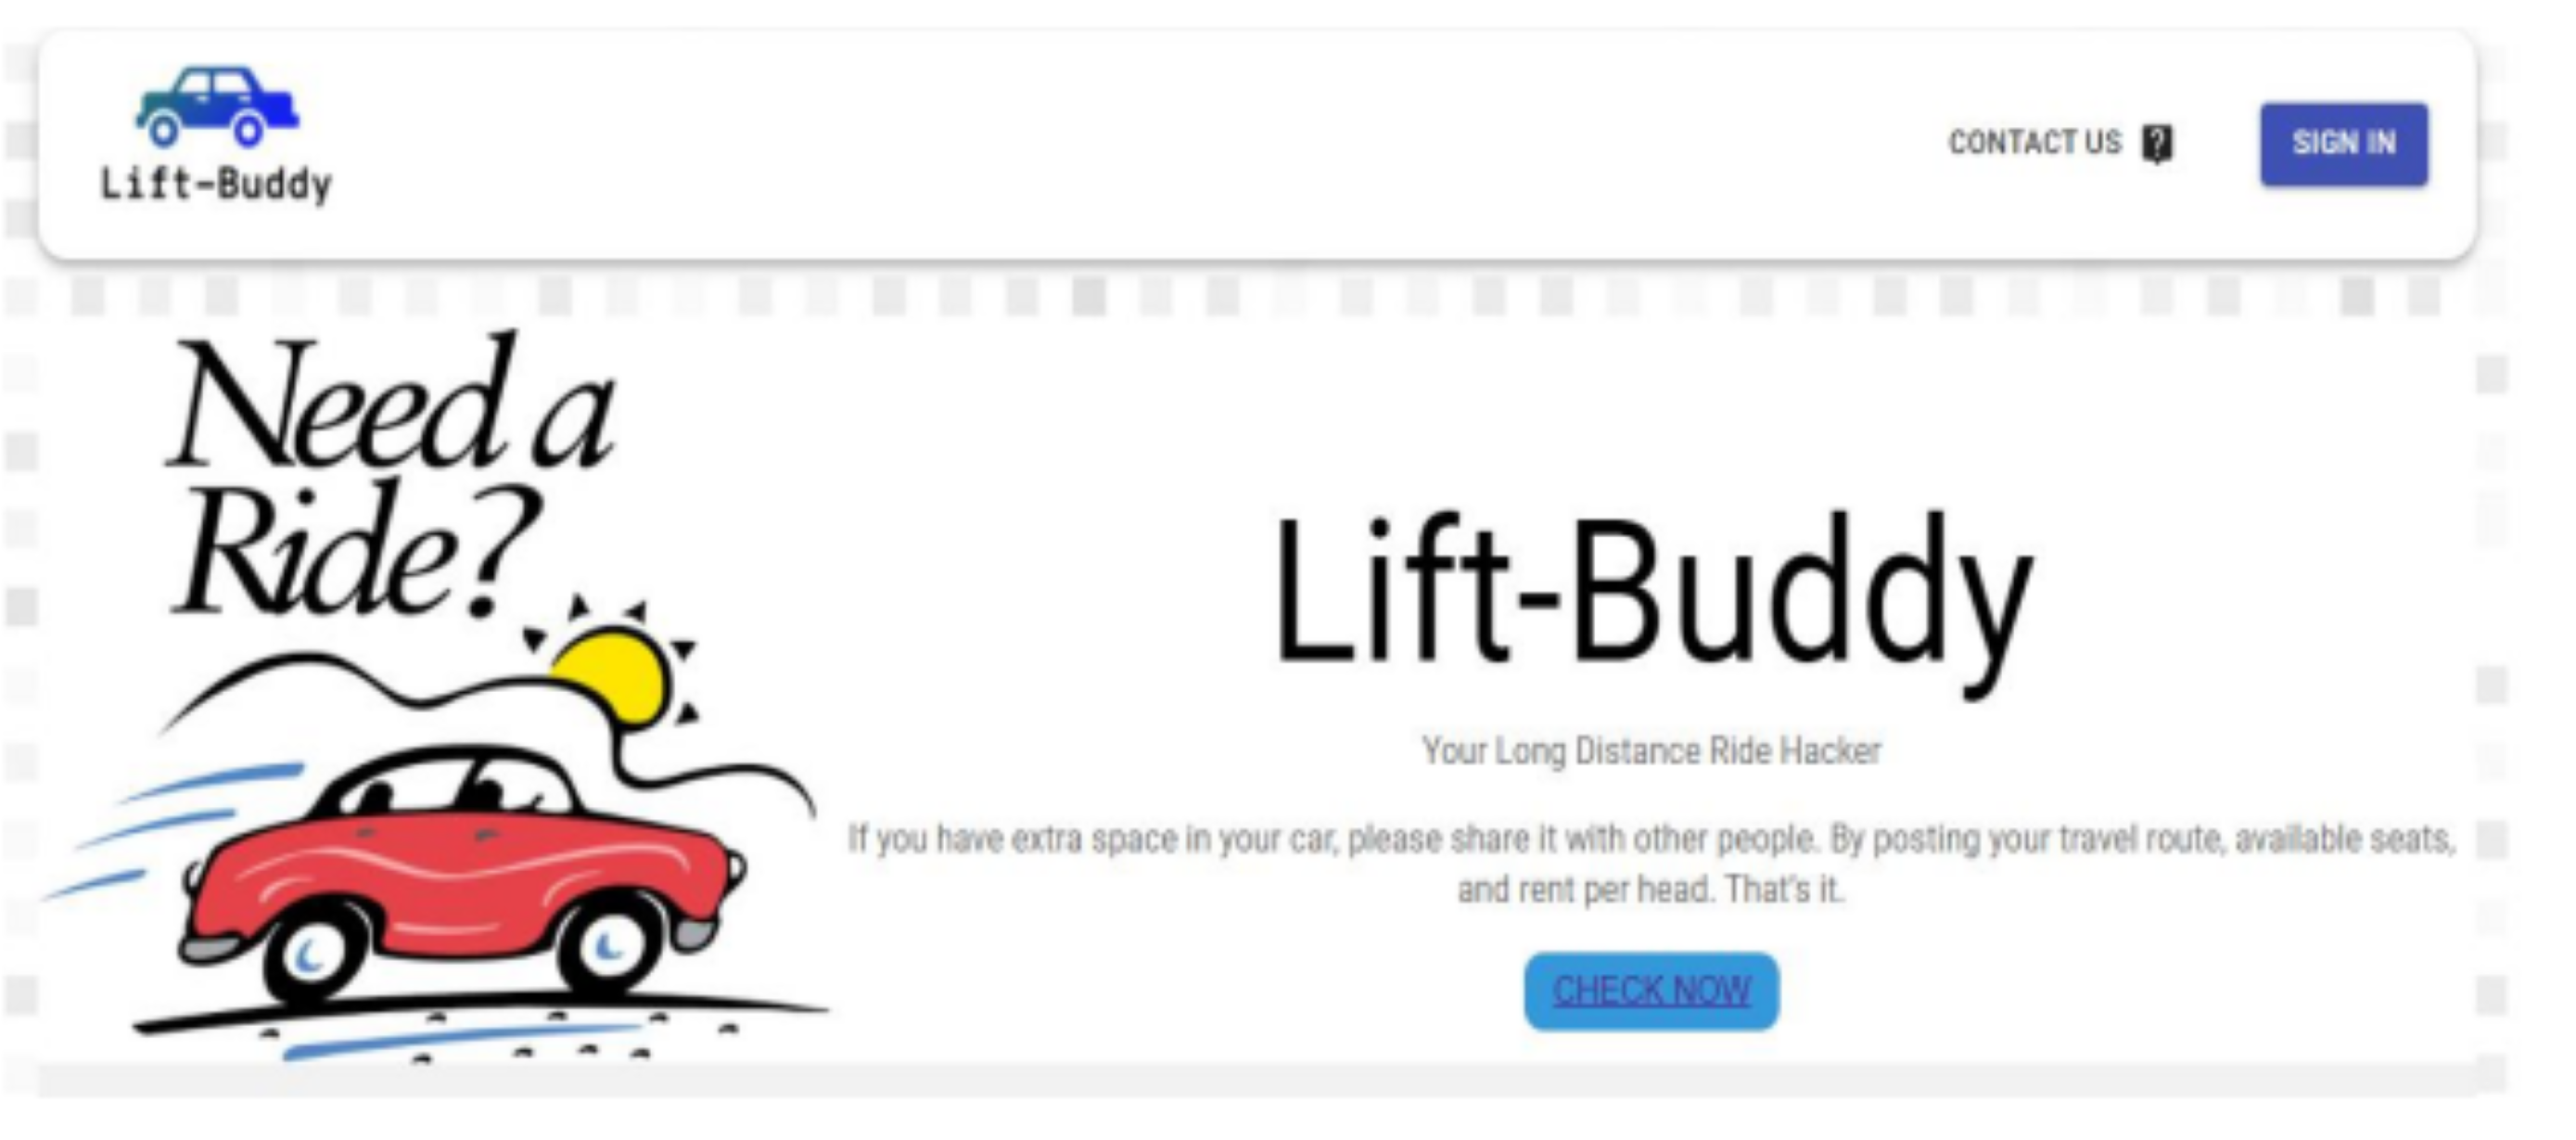 Lift-Buddy
CONTACT US
SIGN IN
Need a
Ride?
Lift-Buddy
Your Long Distance Ride Hacker
If you have extra space in your car, please share it with other people. By posting your travel route, available seats,
and rent per head. That's it.
CHECK NOW